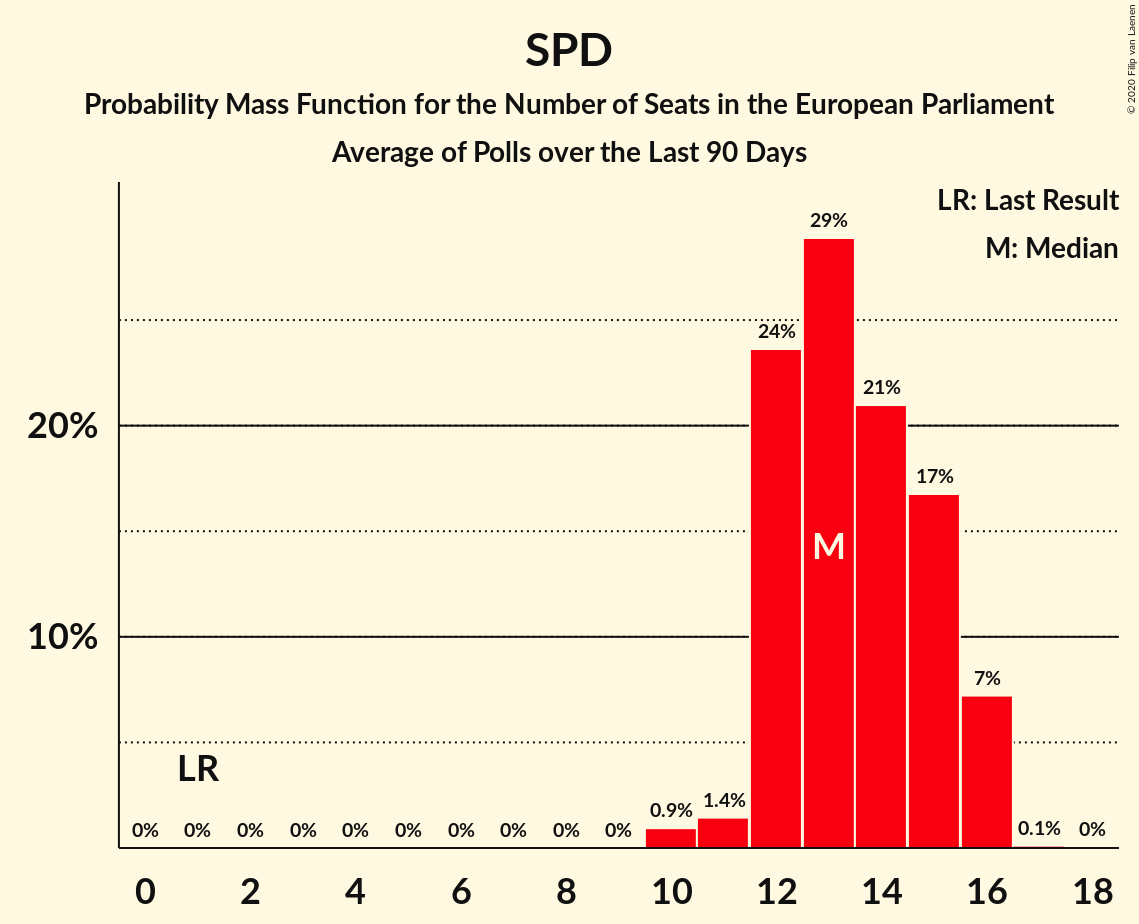 SPD
Probability Mass Function for the Number of Seats in the European Parliament
Average of Polls over the Last 90 Days
© 2020 Filip van Laenen
LR: Last Result
M: Median
29%
24%
21%
20%
17%
M
10%
7%
LR
0% 0% 0% 0% 0% 0% 0% 0% 0% 0% 0.9% 1.4% 0.1% 0%
0 2 4 6 8 10 12 14 16 18